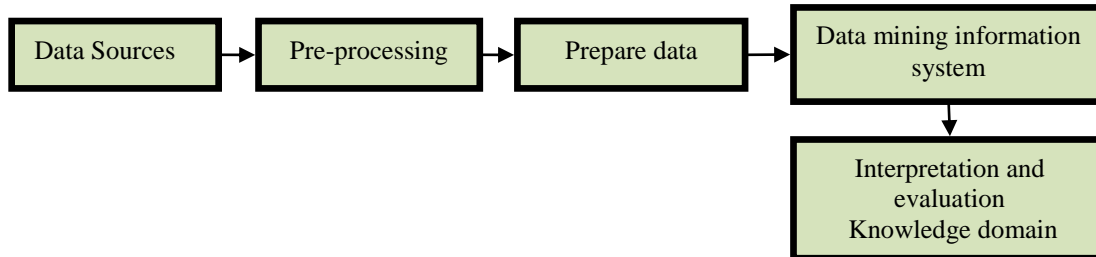 Data Sources
Pre-processing
Prepare data
Data mining information
system
Interpretation and
evaluation
Knowledge domain